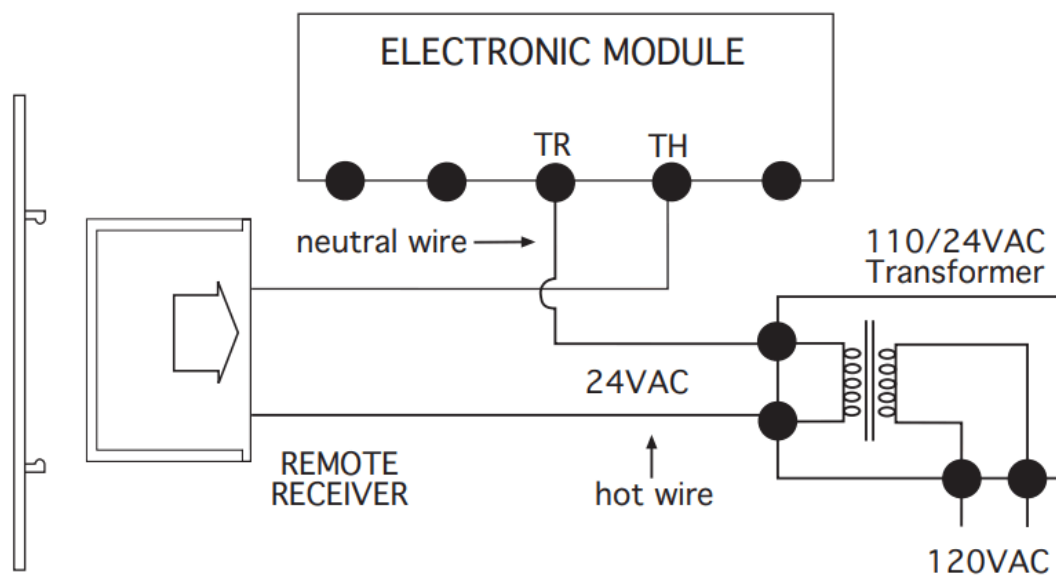 ELECTRONIC MODULE
TR
TH
neutral wire
110/24VAC
Transformer
24VAC
REMOTE
RECEIVER
hot wire
120VAC